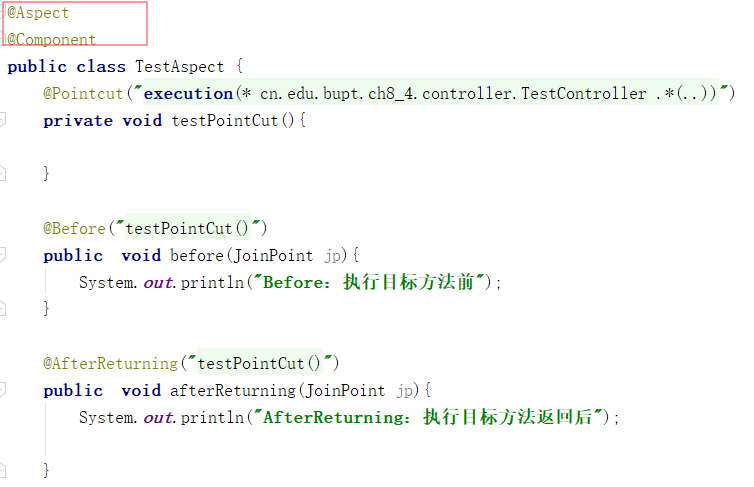 @Aspect
@Component
public class TestAspect {
@Pointcut("execution(* cn.edu.bupt.ch8_4.controller.TestController .*(..))")
private void testPointCut(){
}
@Before("testPointCut()")
public  void before(JoinPoint jp){
System.out.println("Before：执行目标方法前");
}
@AfterReturning("testPointCut()")
public  void afterReturning(JoinPoint jp){
System.out.println("AfterReturning：执行目标方法返回后");
}